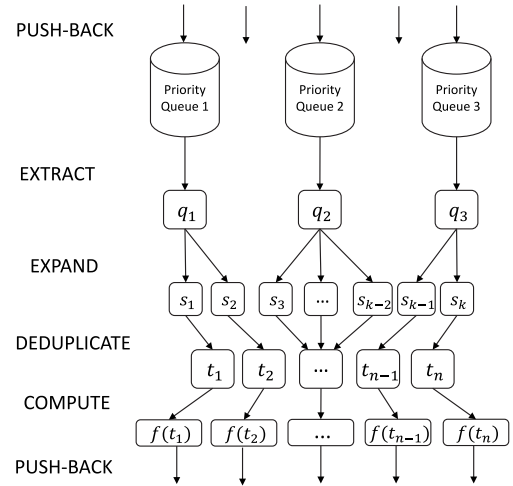 PUSH-BACK
Priority Queue 1
Priority Queue 2
Priority Queue 3
EXTRACT
q₁ q₂ q₃
EXPAND
s₁ s₂ s₃ ... sₖ₋₂ sₖ₋₁ sₖ
DEDUPLICATE
t₁ t₂ ... tₙ₋₁ tₙ
COMPUTE
f(t₁) f(t₂) ... f(tₙ₋₁) f(tₙ)
PUSH-BACK